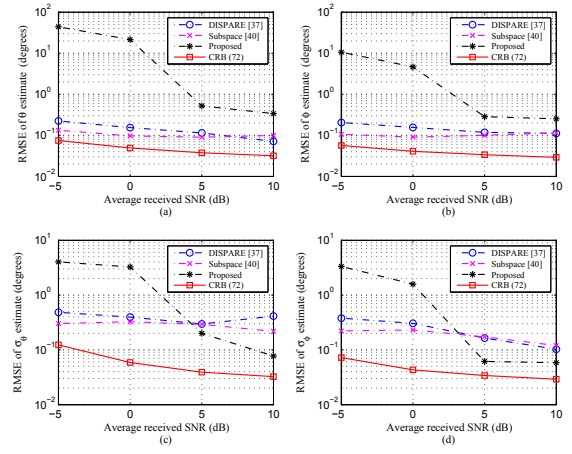 10^2
10^1
10^0
10^-1
10^-2
RMSE of θ estimate (degrees)
DISPARE [37]
Subspace [40]
Proposed
CRB (72)
−5 0 5 10
Average received SNR (dB)
(a)
10^2
10^1
10^0
10^-1
10^-2
RMSE of ϕ estimate (degrees)
DISPARE [37]
Subspace [40]
Proposed
CRB (72)
−5 0 5 10
Average received SNR (dB)
(b)
10^1
10^0
10^-1
10^-2
RMSE of σ_θ estimate (degrees)
DISPARE [37]
Subspace [40]
Proposed
CRB (72)
−5 0 5 10
Average received SNR (dB)
(c)
10^1
10^0
10^-1
10^-2
RMSE of σ_ϕ estimate (degrees)
DISPARE [37]
Subspace [40]
Proposed
CRB (72)
−5 0 5 10
Average received SNR (dB)
(d)